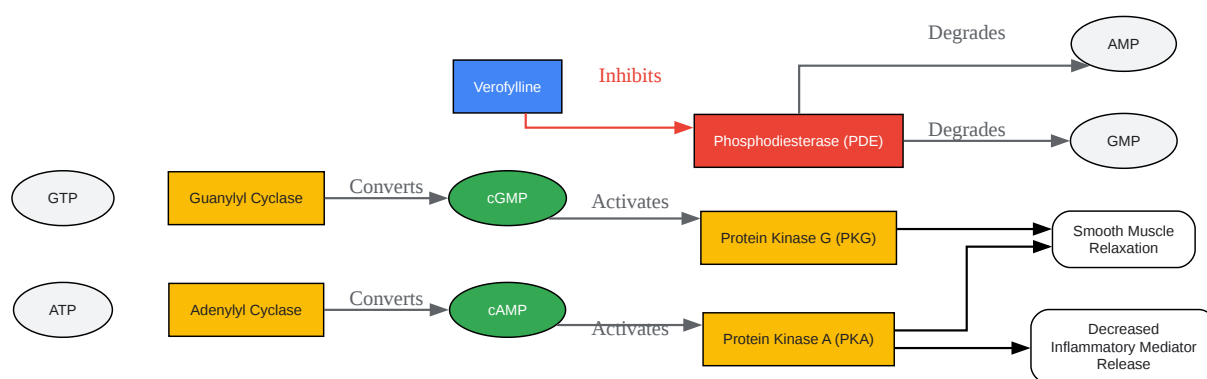 Degrades
AMP
Inhibits
Verofylline
Phosphodiesterase (PDE)
Degrades
GMP
GTP
Guanylyl Cyclase
Converts
cGMP
Activates
Protein Kinase G (PKG)
Smooth Muscle
Relaxation
ATP
Adenylyl Cyclase
Converts
cAMP
Activates
Protein Kinase A (PKA)
Decreased
Inflammatory Mediator
Release